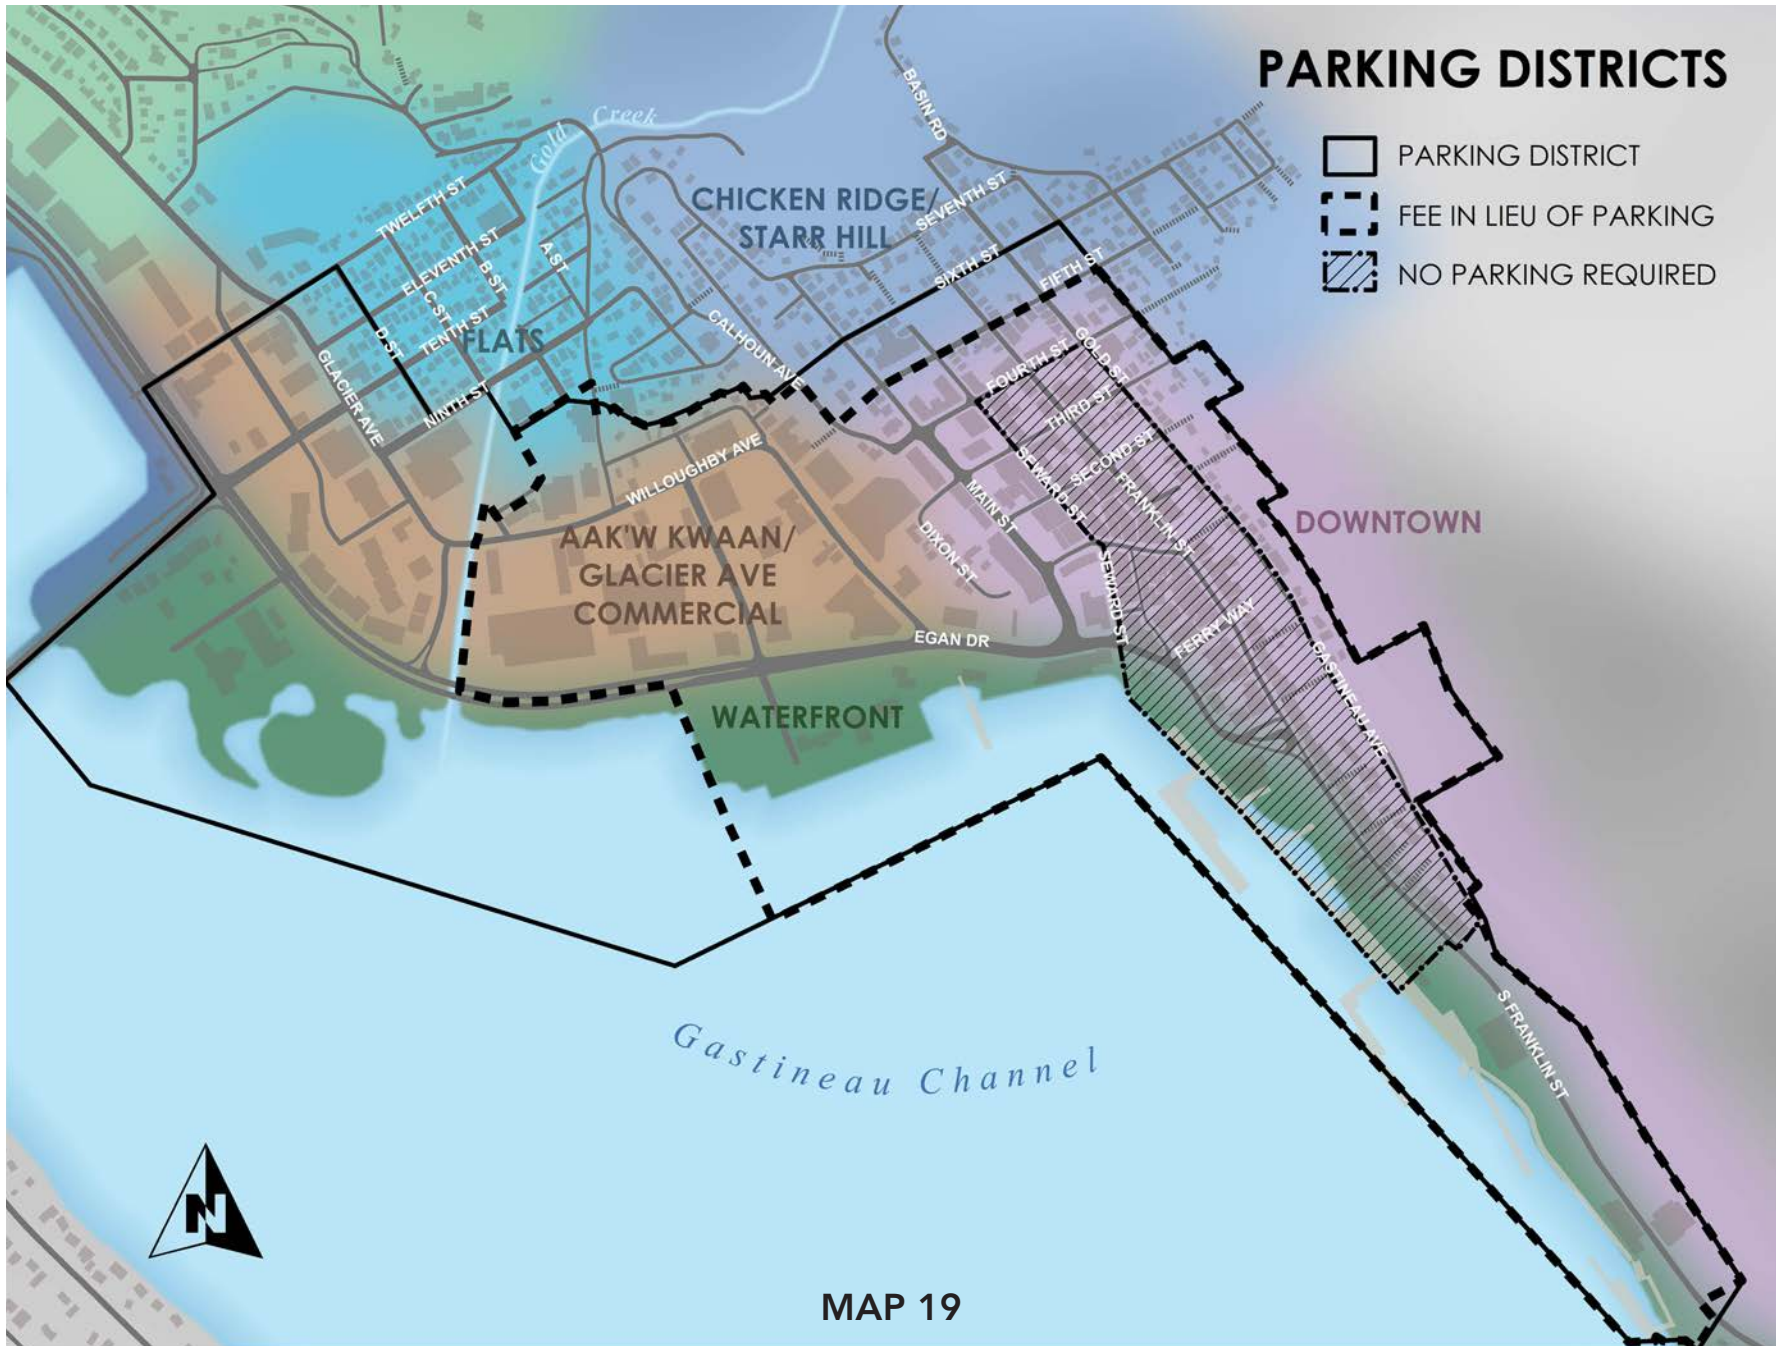 PARKING DISTRICTS
PARKING DISTRICT
FEE IN LIEU OF PARKING
NO PARKING REQUIRED
BASIN RD
Gold Creek
CHICKEN RIDGE/
STARR HILL
SEVENTH ST
TWELFTH ST
ELEVENTH ST
A ST
B ST
C ST
SIXTH ST
FIFTH ST
D ST
TENTH ST
FLATS
GLACIER AVE
NINTH ST
CALHOUN AVE
GOLD ST
FOURTH ST
THIRD ST
SECOND ST
WILLOUGHBY AVE
SEWARD ST
FRANKLIN ST
MAIN ST
DIXON ST
DOWNTOWN
AAK'W KWAAN/
GLACIER AVE
COMMERCIAL
SEWARD ST
FERRY WAY
EGAN DR
GASTINEAU AVE
WATERFRONT
S FRANKLIN ST
Gastineau Channel
N
MAP 19